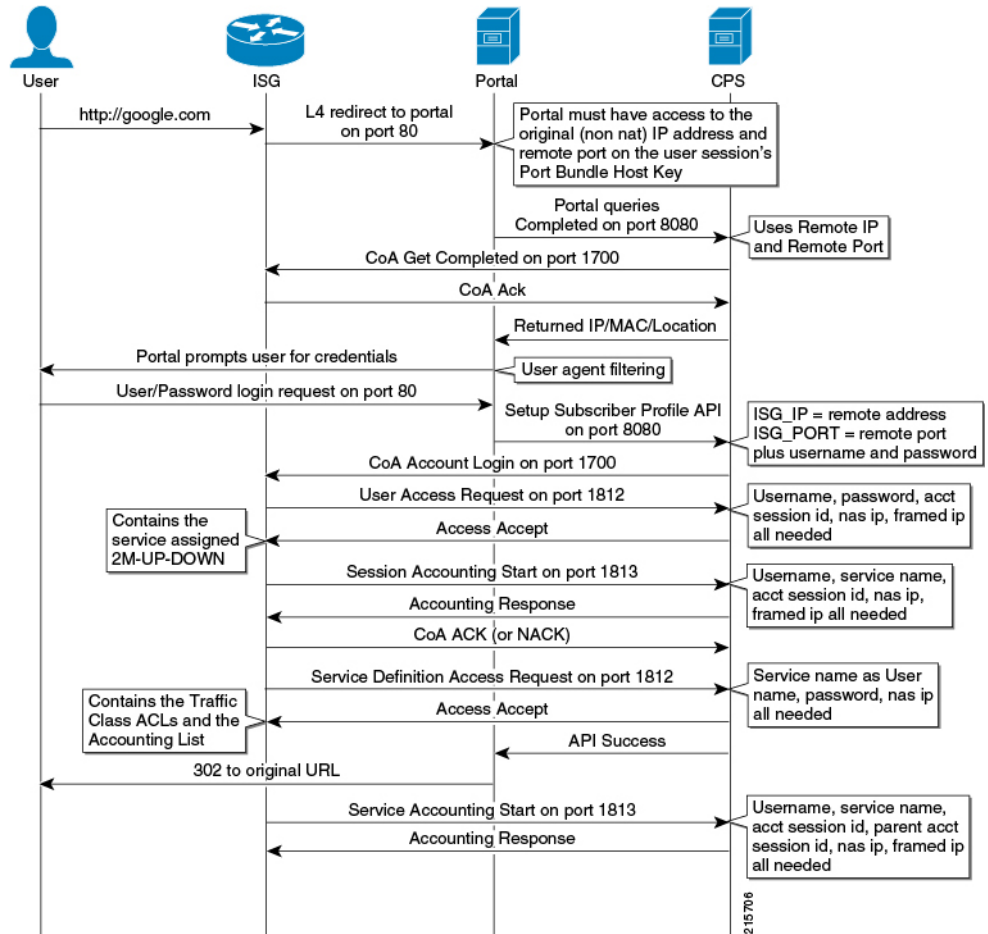 User
ISG
Portal
CPS
http://google.com
L4 redirect to portal
on port 80
Portal must have access to the
original (non nat) IP address and
remote port on the user session's
Port Bundle Host Key
Portal queries
Completed on port 8080
Uses Remote IP
and Remote Port
CoA Get Completed on port 1700
CoA Ack
Returned IP/MAC/Location
Portal prompts user for credentials
User agent filtering
User/Password login request on port 80
Setup Subscriber Profile API
on port 8080
ISG_IP = remote address
ISG_PORT = remote port
plus username and password
CoA Account Login on port 1700
User Access Request on port 1812
Username, password, acct
session id, nas ip, framed ip
all needed
Contains the
service assigned
2M-UP-DOWN
Access Accept
Session Accounting Start on port 1813
Username, service name,
acct session id, nas ip,
framed ip all needed
Accounting Response
CoA ACK (or NACK)
Service Definition Access Request on port 1812
Service name as User
name, password, nas ip
all needed
Contains the Traffic
Class ACLs and the
Accounting List
Access Accept
API Success
302 to original URL
Service Accounting Start on port 1813
Username, service name,
acct session id, parent acct
session id, nas ip, framed ip
all needed
Accounting Response
215706